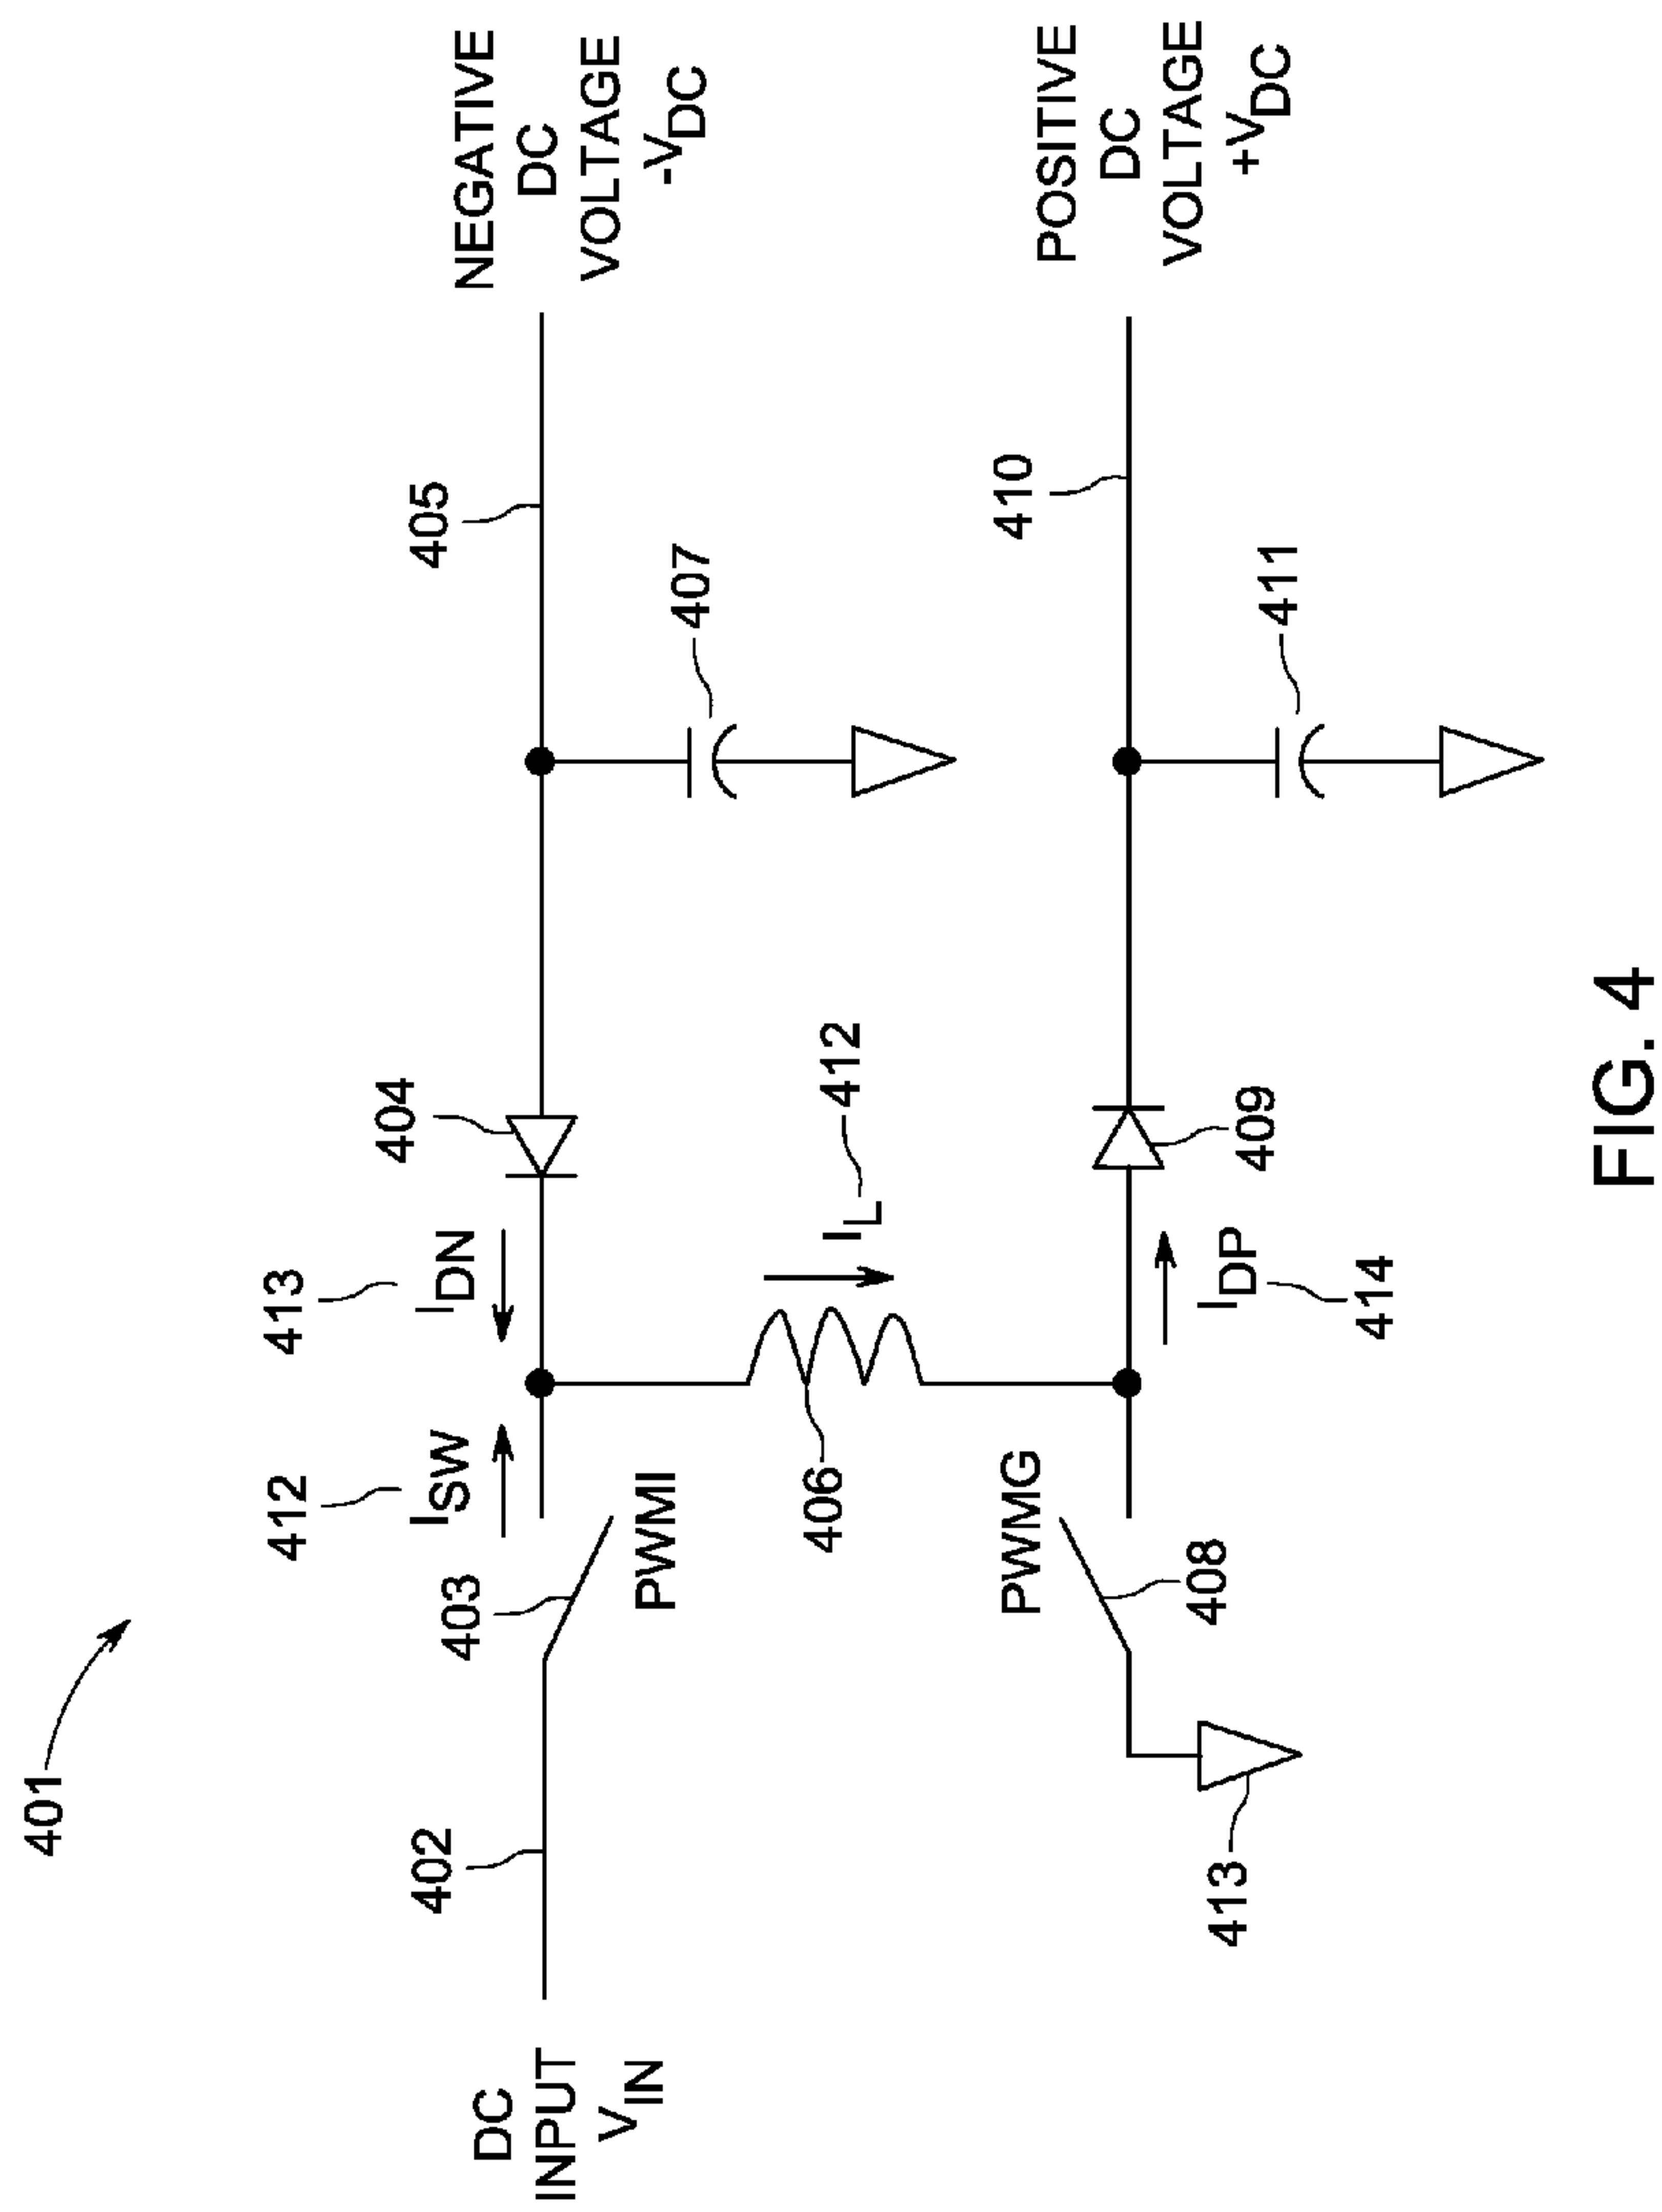 401
DC
INPUT
VIN
402
403
PWMI
412
ISW
413
IDN
404
405
NEGATIVE
DC
VOLTAGE
-VDC
407
406
IL
412
PWMG
408
413
IDP
414
409
410
411
POSITIVE
DC
VOLTAGE
+VDC
FIG. 4